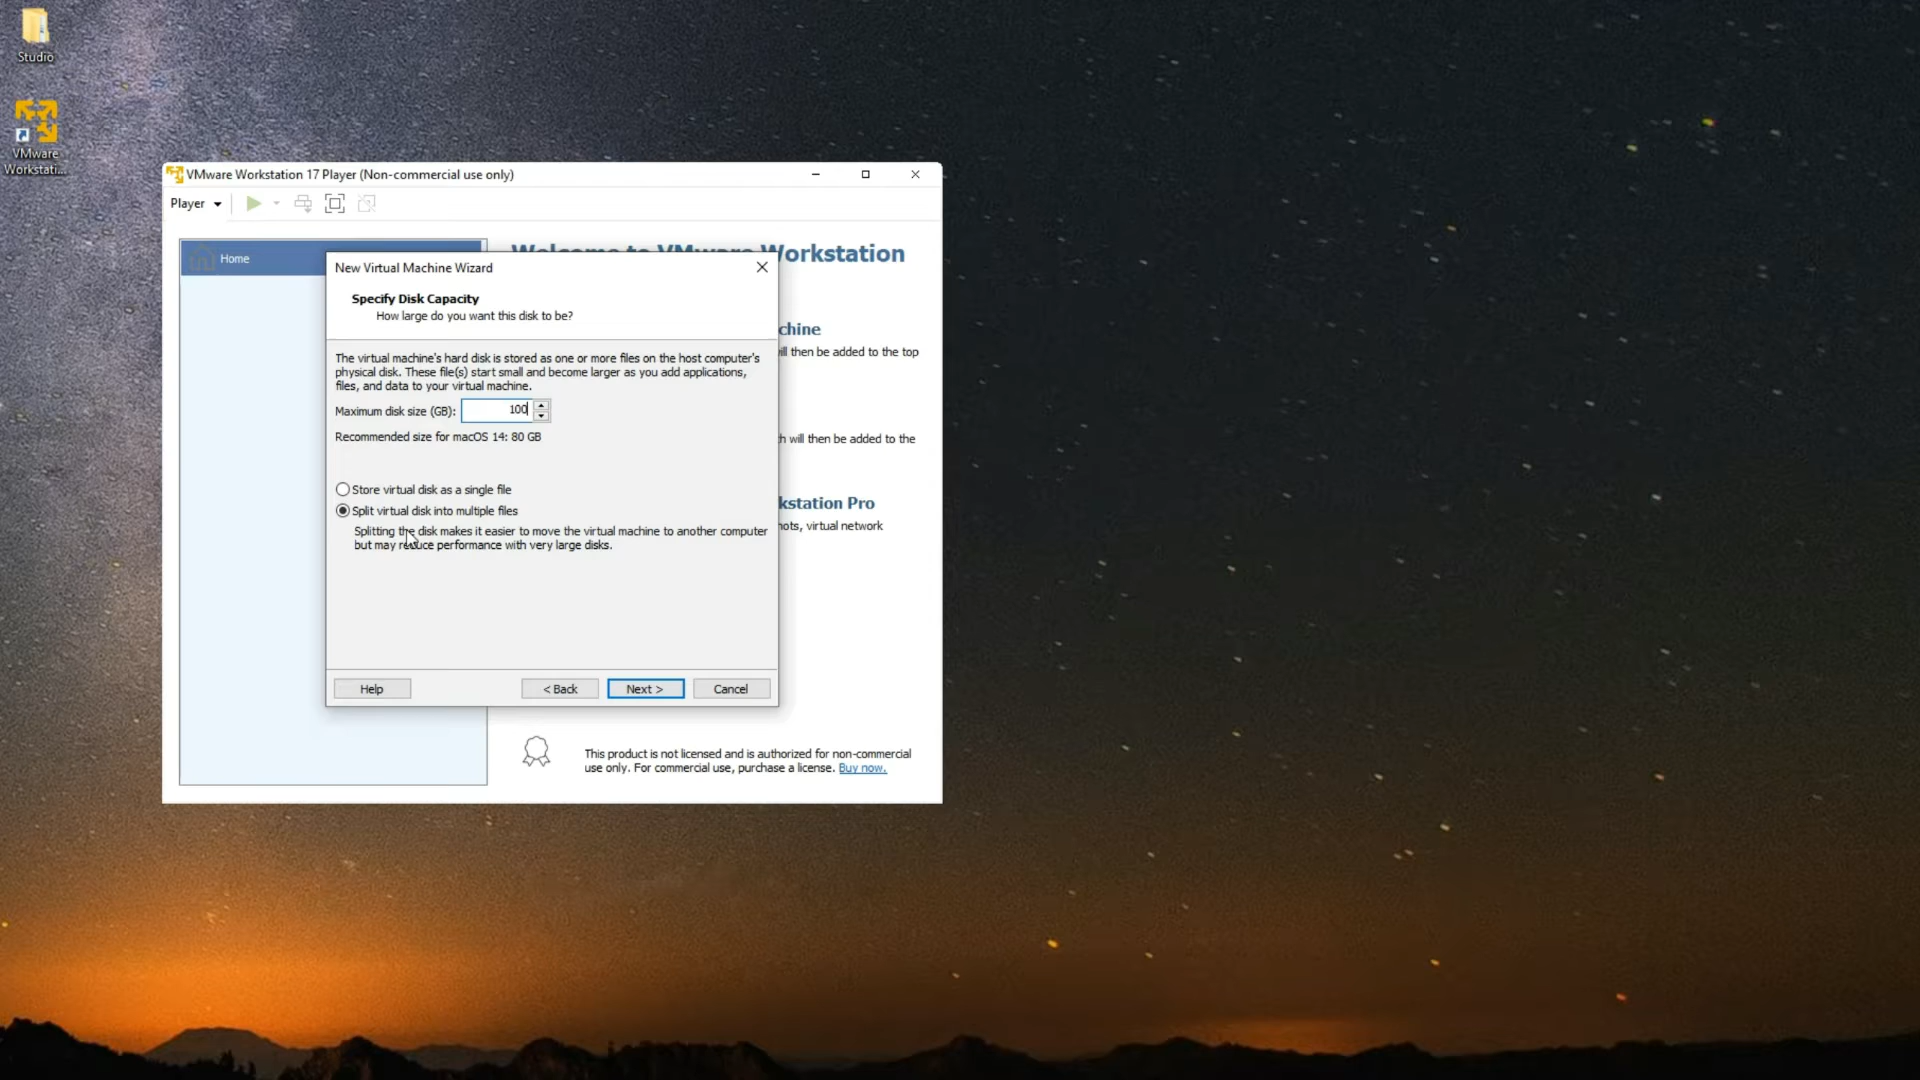 Studio
VMware
Workstati...
VMware Workstation 17 Player (Non-commercial use only)
Player
Home
Workstation
New Virtual Machine Wizard
Specify Disk Capacity
How large do you want this disk to be?
chine
ill then be added to the top
The virtual machine's hard disk is stored as one or more files on the host computer's
physical disk. These file(s) start small and become larger as you add applications,
files, and data to your virtual machine.
Maximum disk size (GB): 100
Recommended size for macOS 14: 80 GB
h will then be added to the
Store virtual disk as a single file
Split virtual disk into multiple files
Splitting the disk makes it easier to move the virtual machine to another computer
but may reduce performance with very large disks.
kstation Pro
hots, virtual network
Help
< Back
Next >
Cancel
This product is not licensed and is authorized for non-commercial
use only. For commercial use, purchase a license. Buy now.